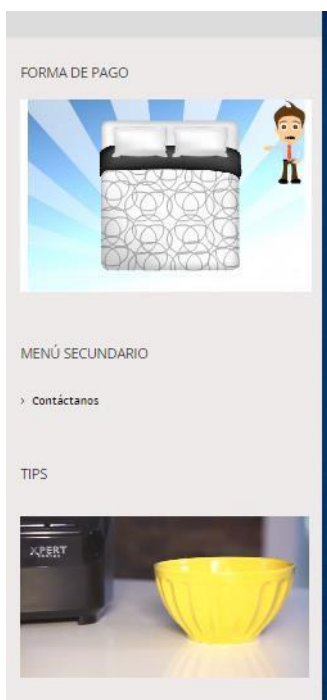 FORMA DE PAGO
MENÚ SECUNDARIO
> Contáctanos
TIPS
XPERT